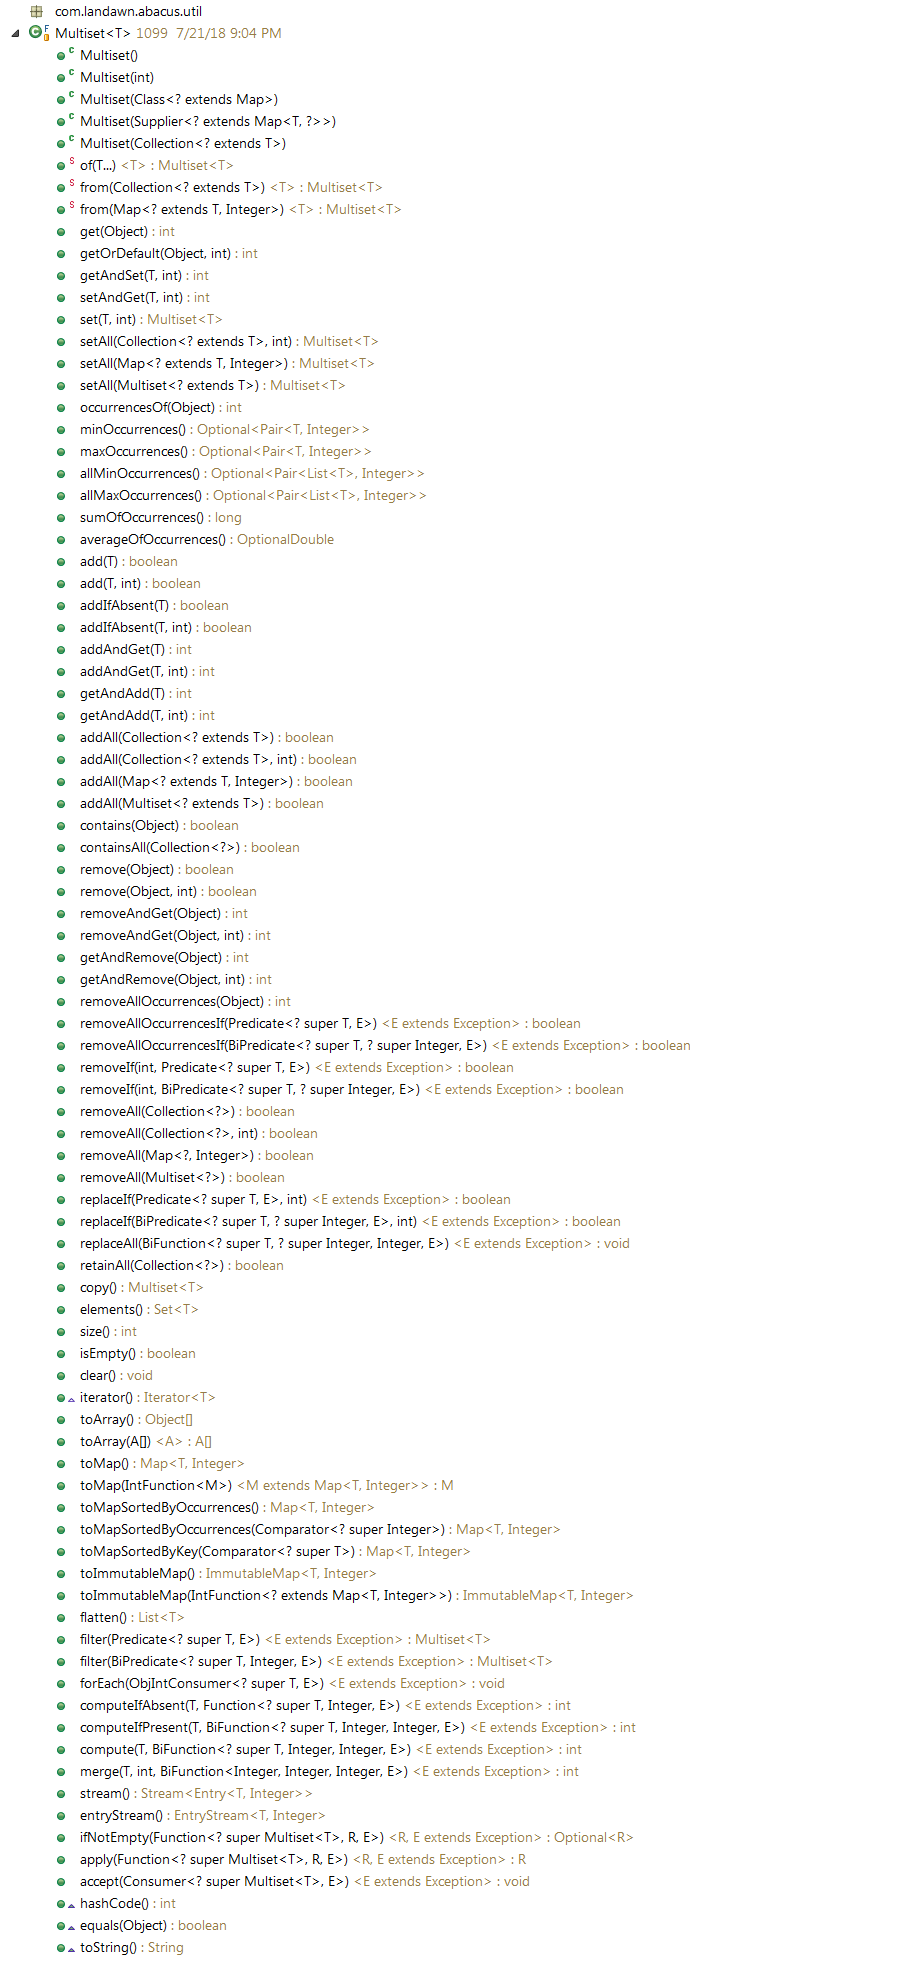 com.landawn.abacus.util
F
C Multiset<T> 1099 7/21/18 9:04 PM
C Multiset()
C Multiset(int)
C Multiset(Class<? extends Map>)
C Multiset(Supplier<? extends Map<T, ?>>)
C Multiset(Collection<? extends T>)
S of(T...) <T> : Multiset<T>
S from(Collection<? extends T>) <T> : Multiset<T>
S from(Map<? extends T, Integer>) <T> : Multiset<T>
get(Object) : int
getOrDefault(Object, int) : int
getAndSet(T, int) : int
setAndGet(T, int) : int
set(T, int) : Multiset<T>
setAll(Collection<? extends T>, int) : Multiset<T>
setAll(Map<? extends T, Integer>) : Multiset<T>
setAll(Multiset<? extends T>) : Multiset<T>
occurrencesOf(Object) : int
minOccurrences() : Optional<Pair<T, Integer>>
maxOccurrences() : Optional<Pair<T, Integer>>
allMinOccurrences() : Optional<Pair<List<T>, Integer>>
allMaxOccurrences() : Optional<Pair<List<T>, Integer>>
sumOfOccurrences() : long
averageOfOccurrences() : OptionalDouble
add(T) : boolean
add(T, int) : boolean
addIfAbsent(T) : boolean
addIfAbsent(T, int) : boolean
addAndGet(T) : int
addAndGet(T, int) : int
getAndAdd(T) : int
getAndAdd(T, int) : int
addAll(Collection<? extends T>) : boolean
addAll(Collection<? extends T>, int) : boolean
addAll(Map<? extends T, Integer>) : boolean
addAll(Multiset<? extends T>) : boolean
contains(Object) : boolean
containsAll(Collection<?>) : boolean
remove(Object) : boolean
remove(Object, int) : boolean
removeAndGet(Object) : int
removeAndGet(Object, int) : int
getAndRemove(Object) : int
getAndRemove(Object, int) : int
removeAllOccurrences(Object) : int
removeAllOccurrencesIf(Predicate<? super T, E>) <E extends Exception> : boolean
removeAllOccurrencesIf(BiPredicate<? super T, ? super Integer, E>) <E extends Exception> : boolean
removeIf(int, Predicate<? super T, E>) <E extends Exception> : boolean
removeIf(int, BiPredicate<? super T, ? super Integer, E>) <E extends Exception> : boolean
removeAll(Collection<?>) : boolean
removeAll(Collection<?>, int) : boolean
removeAll(Map<?, Integer>) : boolean
removeAll(Multiset<?>) : boolean
replaceIf(Predicate<? super T, E>, int) <E extends Exception> : boolean
replaceIf(BiPredicate<? super T, ? super Integer, E>, int) <E extends Exception> : boolean
replaceAll(BiFunction<? super T, ? super Integer, Integer, E>) <E extends Exception> : void
retainAll(Collection<?>) : boolean
copy() : Multiset<T>
elements() : Set<T>
size() : int
isEmpty() : boolean
clear() : void
iterator() : Iterator<T>
toArray() : Object[]
toArray(A[]) <A> : A[]
toMap() : Map<T, Integer>
toMap(IntFunction<M>) <M extends Map<T, Integer>> : M
toMapSortedByOccurrences() : Map<T, Integer>
toMapSortedByOccurrences(Comparator<? super Integer>) : Map<T, Integer>
toMapSortedByKey(Comparator<? super T>) : Map<T, Integer>
toImmutableMap() : ImmutableMap<T, Integer>
toImmutableMap(IntFunction<? extends Map<T, Integer>>) : ImmutableMap<T, Integer>
flatten() : List<T>
filter(Predicate<? super T, E>) <E extends Exception> : Multiset<T>
filter(BiPredicate<? super T, Integer, E>) <E extends Exception> : Multiset<T>
forEach(ObjIntConsumer<? super T, E>) <E extends Exception> : void
computeIfAbsent(T, Function<? super T, Integer, E>) <E extends Exception> : int
computeIfPresent(T, BiFunction<? super T, Integer, Integer, E>) <E extends Exception> : int
compute(T, BiFunction<? super T, Integer, Integer, E>) <E extends Exception> : int
merge(T, int, BiFunction<Integer, Integer, Integer, E>) <E extends Exception> : int
stream() : Stream<Entry<T, Integer>>
entryStream() : EntryStream<T, Integer>
ifNotEmpty(Function<? super Multiset<T>, R, E>) <R, E extends Exception> : Optional<R>
apply(Function<? super Multiset<T>, R, E>) <R, E extends Exception> : R
accept(Consumer<? super Multiset<T>, E>) <E extends Exception> : void
hashCode() : int
equals(Object) : boolean
toString() : String